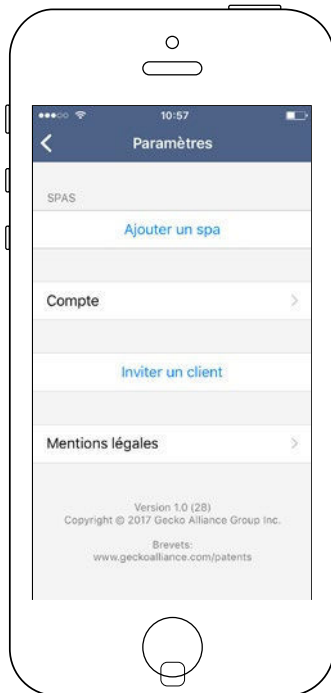 10:57
Paramètres
SPAS
Ajouter un spa
Compte
Inviter un client
Mentions légales
Version 1.0 (28)
Copyright © 2017 Gecko Alliance Group Inc.
Brevets:
www.geckoalliance.com/patents